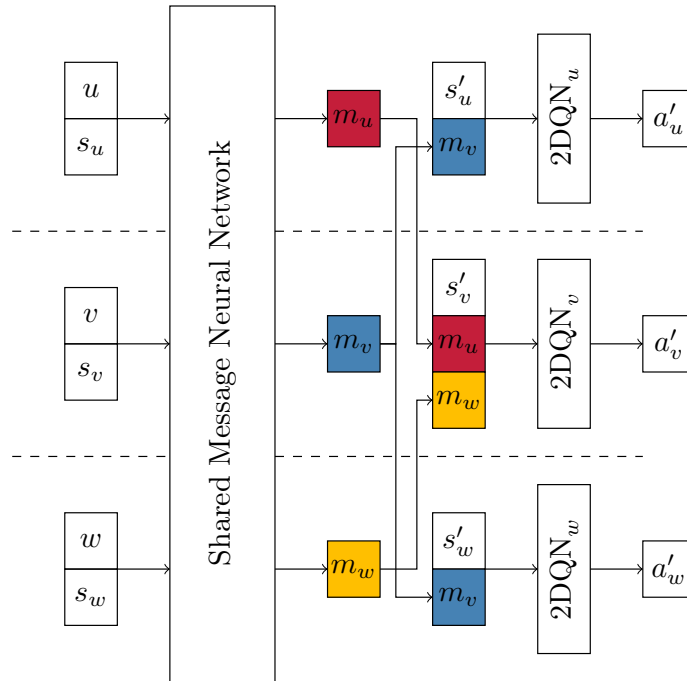 u
s_u
Shared Message Neural Network
m_u
s'_u
m_v
2DQN_u
a'_u
v
s_v
m_v
s'_v
m_u
m_w
2DQN_v
a'_v
w
s_w
m_w
s'_w
m_v
2DQN_w
a'_w